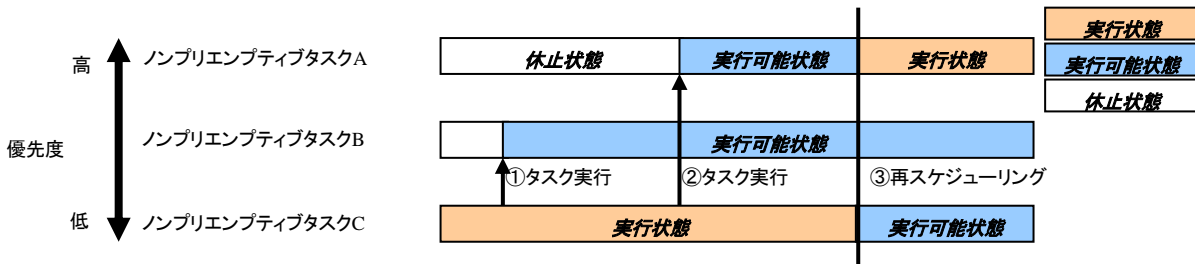 高
優先度
低
ノンプリエンプティブタスクA
休止状態
実行可能状態
実行状態
ノンプリエンプティブタスクB
実行可能状態
①タスク実行
②タスク実行
③再スケジューリング
ノンプリエンプティブタスクC
実行状態
実行可能状態
実行状態
実行可能状態
休止状態